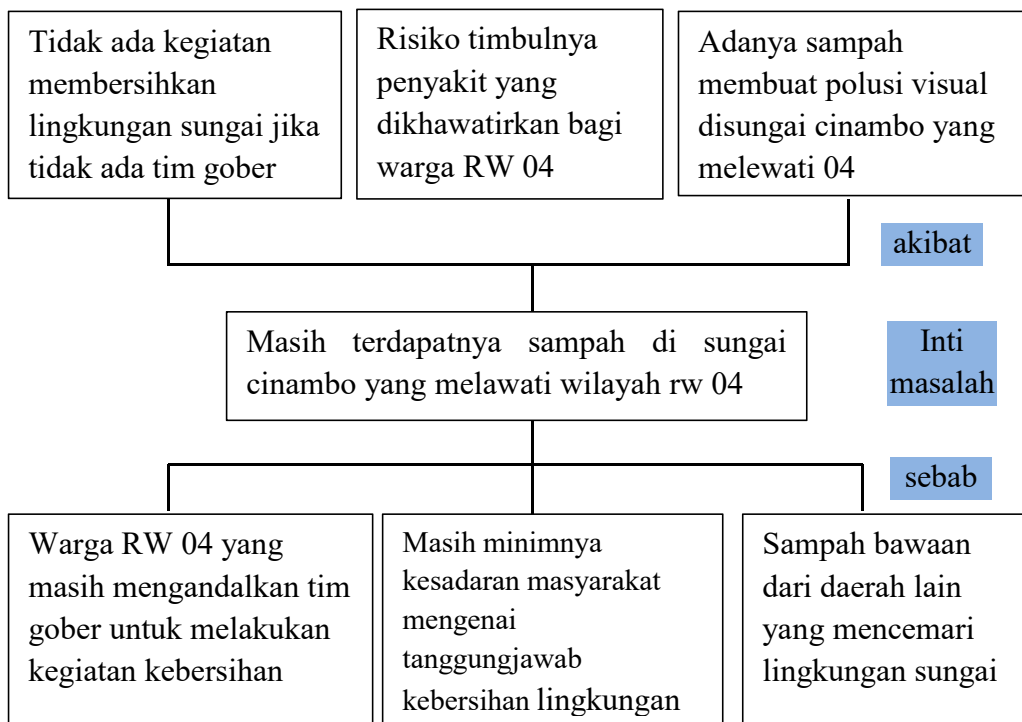 Tidak ada kegiatan
membersihkan
lingkungan sungai jika
tidak ada tim gober
Risiko timbulnya
penyakit yang
dikhawatirkan bagi
warga RW 04
Adanya sampah
membuat polusi visual
disungai cinambo yang
melewati 04
akibat
Masih terdapatnya sampah di sungai
cinambo yang melawati wilayah rw 04
Inti
masalah
sebab
Warga RW 04 yang
masih mengandalkan tim
gober untuk melakukan
kegiatan kebersihan
Masih minimnya
kesadaran masyarakat
mengenai
tanggungjawab
kebersihan lingkungan
Sampah bawaan
dari daerah lain
yang mencemari
lingkungan sungai